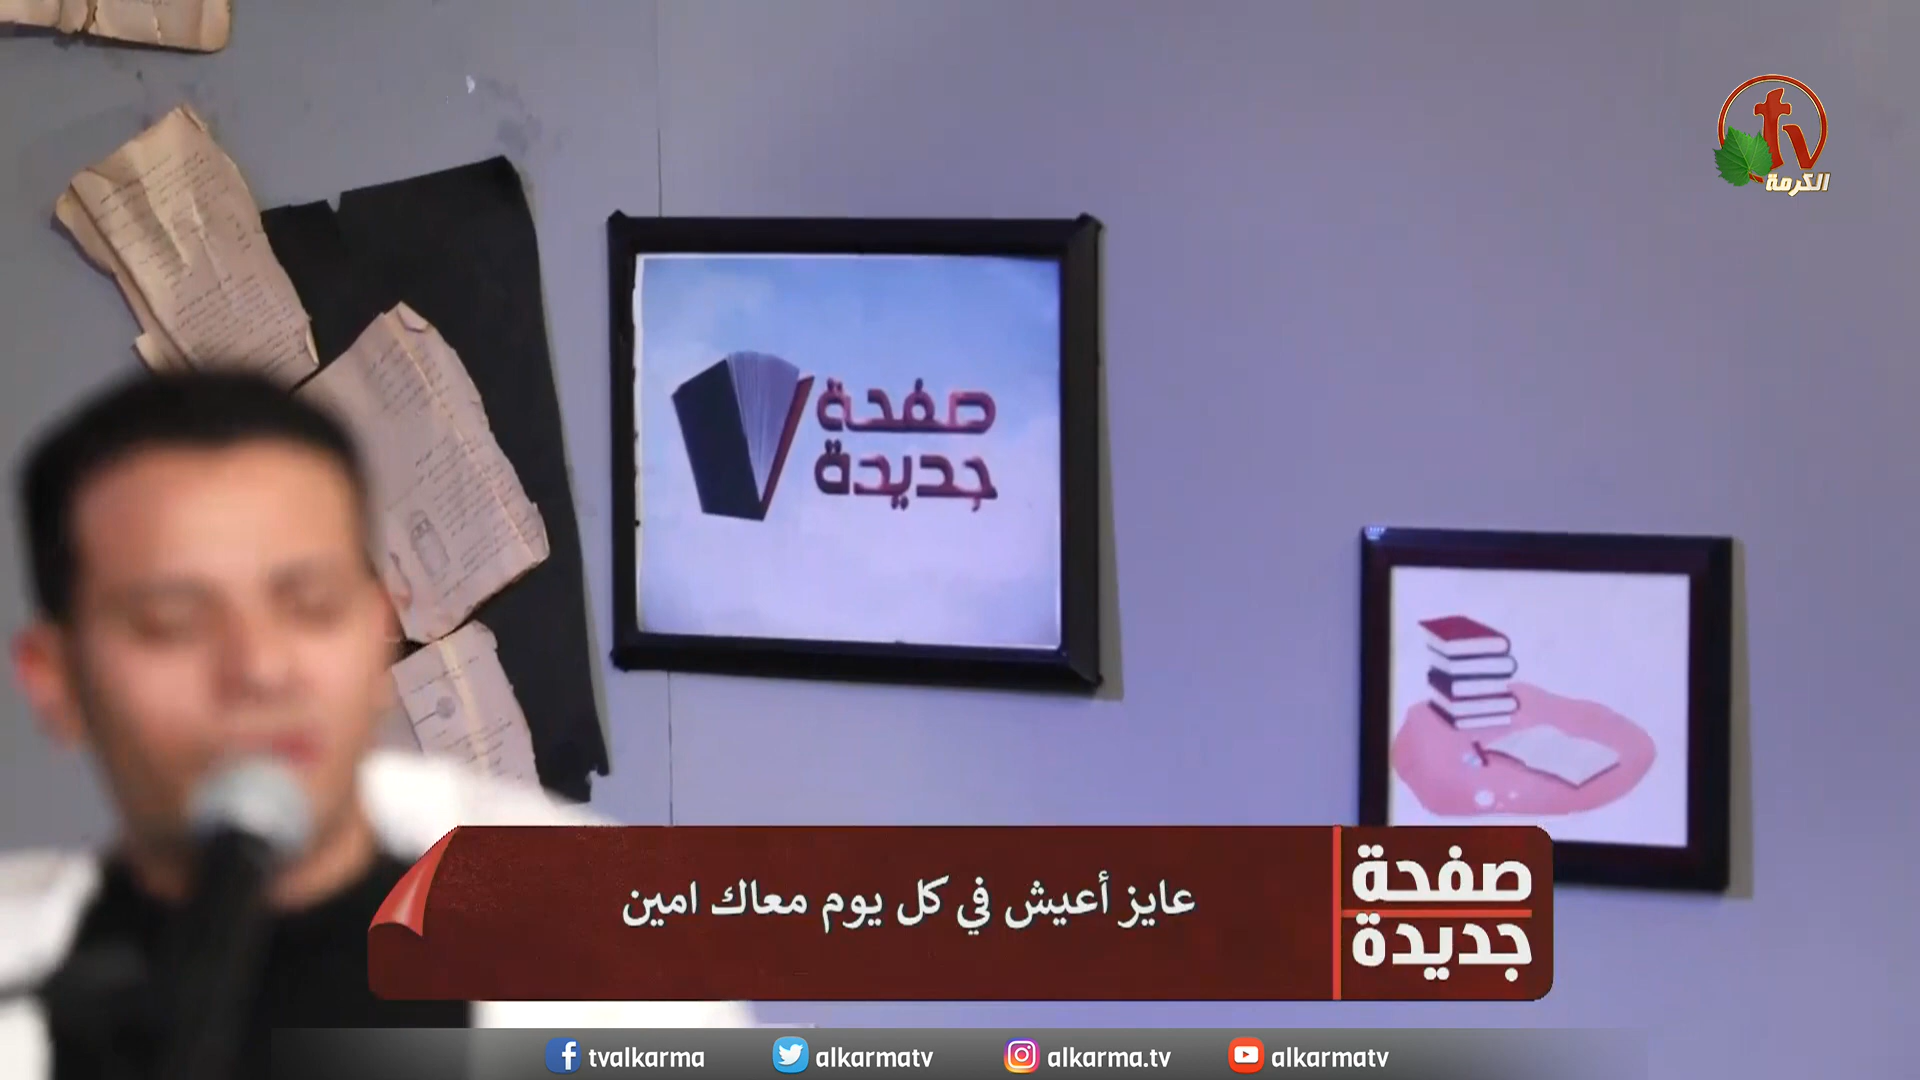 tv
الكرمة
صفحة
جديدة
عايز أعيش في كل يوم معاك امين
صفحة
جديدة
tvalkarma
alkarmatv
alkarma.tv
alkarmatv